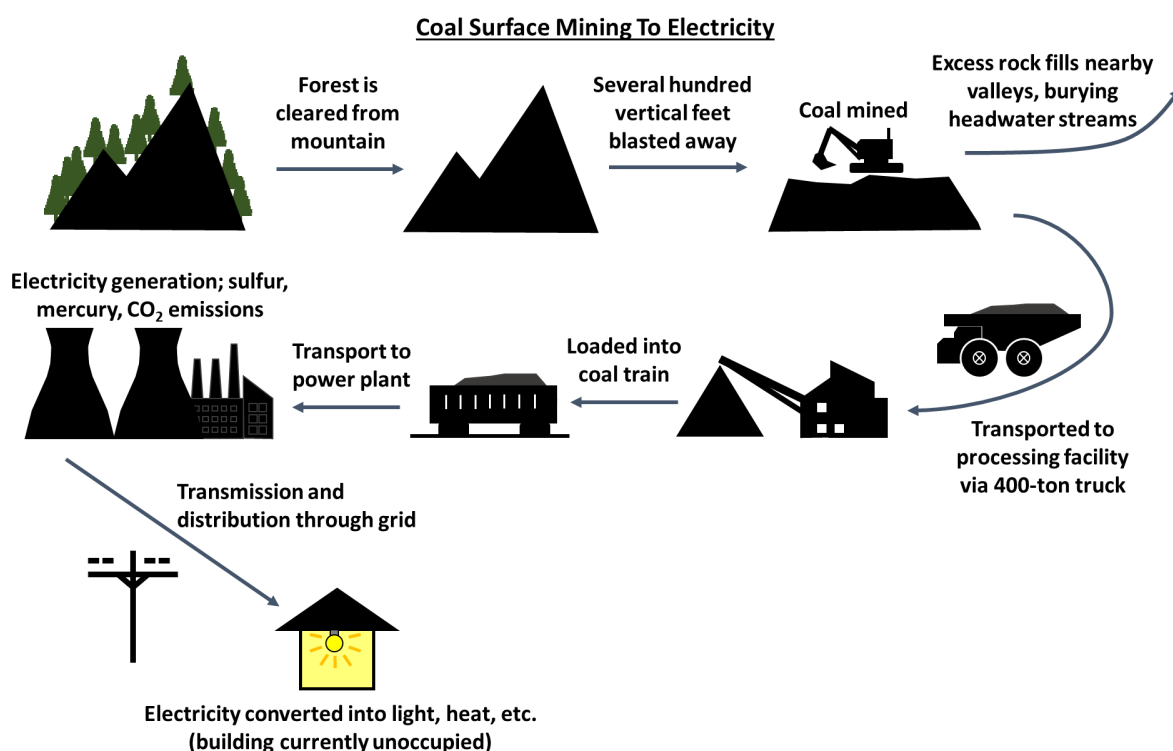 Coal Surface Mining To Electricity
Forest is
cleared from
mountain
Several hundred
vertical feet
blasted away
Coal mined
Excess rock fills nearby
valleys, burying
headwater streams
Transported to
processing facility
via 400-ton truck
Loaded into
coal train
Transport to
power plant
Electricity generation; sulfur,
mercury, CO₂ emissions
Transmission and
distribution through grid
Electricity converted into light, heat, etc.
(building currently unoccupied)